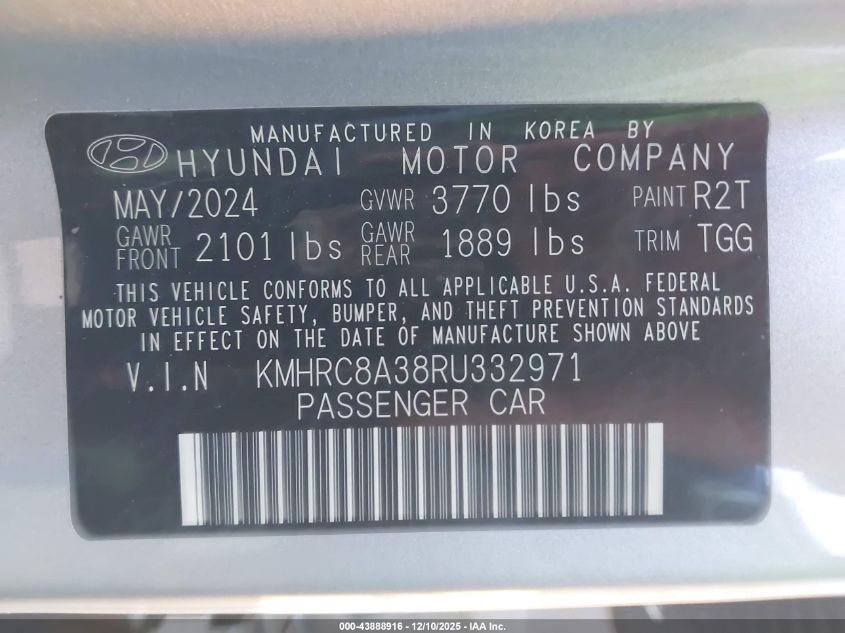 MANUFACTURED IN KOREA BY
HYUNDAI MOTOR COMPANY
MAY/2024 GVWR 3770 lbs PAINT R2T
GAWR FRONT 2101 lbs GAWR REAR 1889 lbs TRIM TGG
THIS VEHICLE CONFORMS TO ALL APPLICABLE U.S.A. FEDERAL
MOTOR VEHICLE SAFETY, BUMPER, AND THEFT PREVENTION STANDARDS
IN EFFECT ON THE DATE OF MANUFACTURE SHOWN ABOVE
V.I.N KMHRC8A38RU332971
PASSENGER CAR
000-43888916 - 12/10/2025 - IAA Inc.